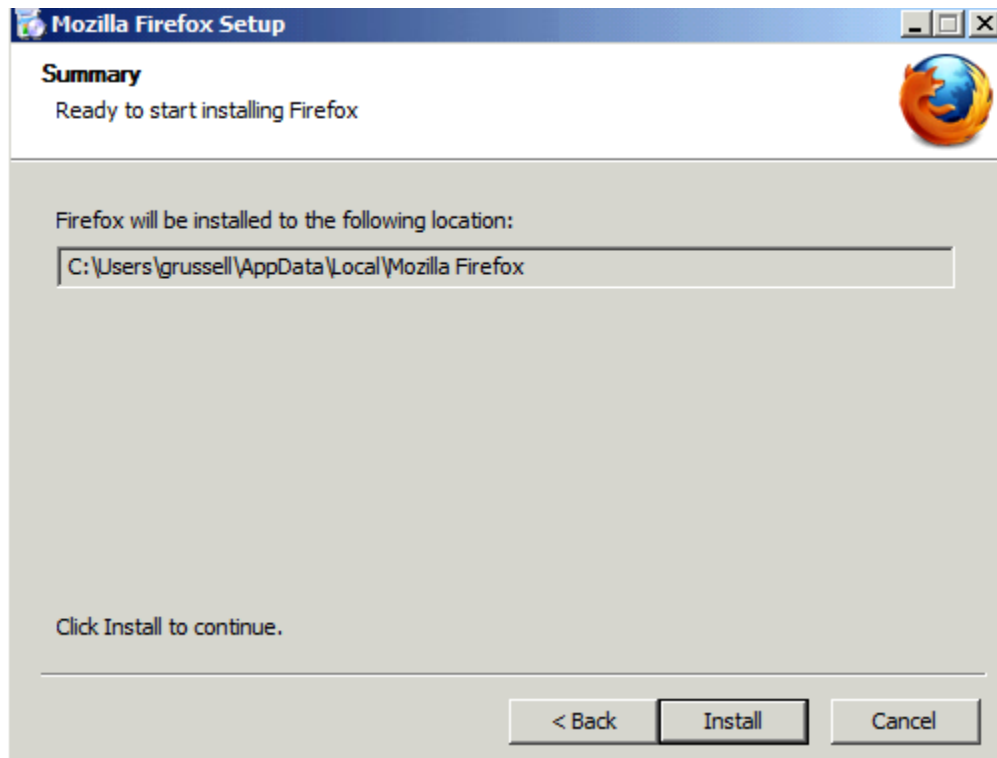 Mozilla Firefox Setup
Summary
Ready to start installing Firefox
Firefox will be installed to the following location:
C:\Users\grussell\AppData\Local\Mozilla Firefox
Click Install to continue.
< Back Install Cancel